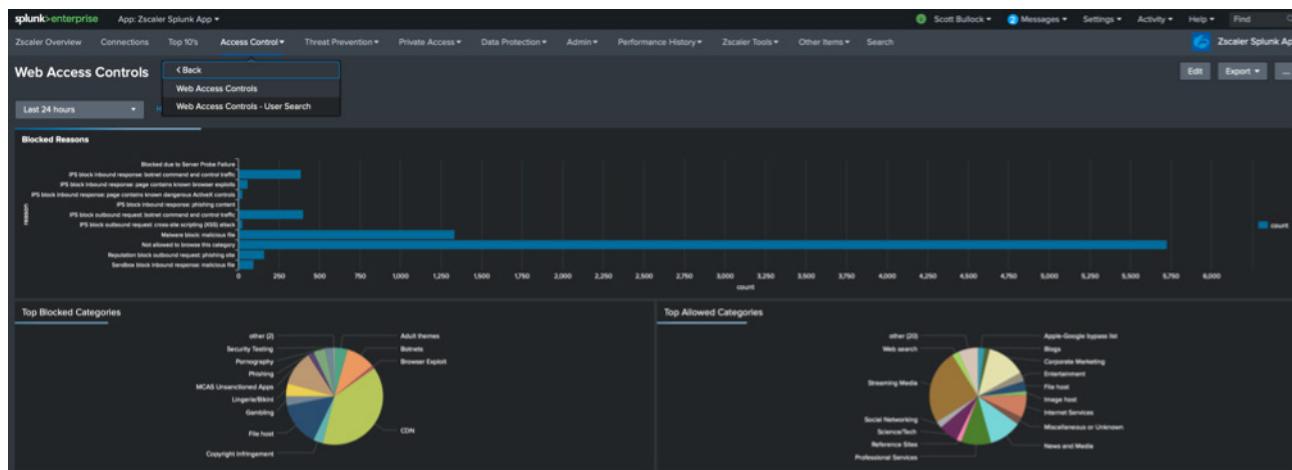 splunk>enterprise App: Zscaler Splunk App Scott Bullock 2 Messages Settings Activity Help Find
Zscaler Overview Connections Top 10's Access Control Threat Prevention Private Access Data Protection Admin Performance History Zscaler Tools Other Items Search Zscaler Splunk Ap
Web Access Controls
< Back
Edit Export ...
Web Access Controls
Last 24 hours
Web Access Controls - User Search
Blocked Reasons
Blocked due to Server Probe Failure
IPS block inbound response: botnet command and control traffic
IPS block inbound response: page contains known browser exploits
IPS block inbound response: page contains known dangerous ActiveX controls
IPS block inbound response: phishing content
IPS block outbound request: botnet command and control traffic
IPS block outbound request: cross-site scripting (XSS) attack
Malware block: malicious file
Not allowed to browse this category
Reputation block outbound request: phishing site
Sandbox block inbound response: malicious file
reason
count
0 250 500 750 1,000 1,250 1,500 1,750 2,000 2,250 2,500 2,750 3,000 3,250 3,500 3,750 4,000 4,250 4,500 4,750 5,000 5,250 5,500 5,750 6,000
count
Top Blocked Categories
other (2)
Security Testing
Pornography
Phishing
MCAS Unsanctioned Apps
Lingerie/Bikini
Gambling
File host
Copyright Infringement
Adult themes
Botnets
Browser Exploit
CDN
Top Allowed Categories
other (20)
Web search
Streaming Media
Social Networking
Science/Tech
Reference Sites
Professional Services
Apple-Google bypass list
Blogs
Corporate Marketing
Entertainment
File host
Image host
Internet Services
Miscellaneous or Unknown
News and Media